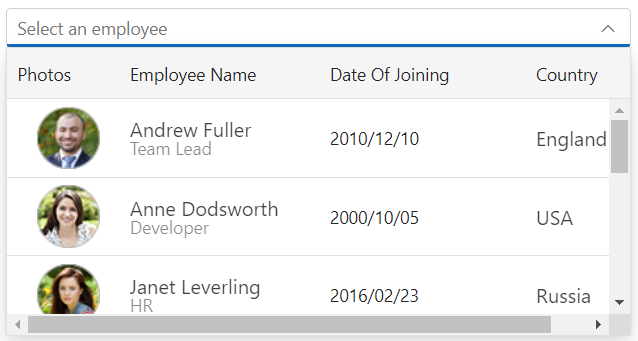 Select an employee
Photos Employee Name Date Of Joining Country
Andrew Fuller
Team Lead
2010/12/10
England
Anne Dodsworth
Developer
2000/10/05
USA
Janet Leverling
HR
2016/02/23
Russia